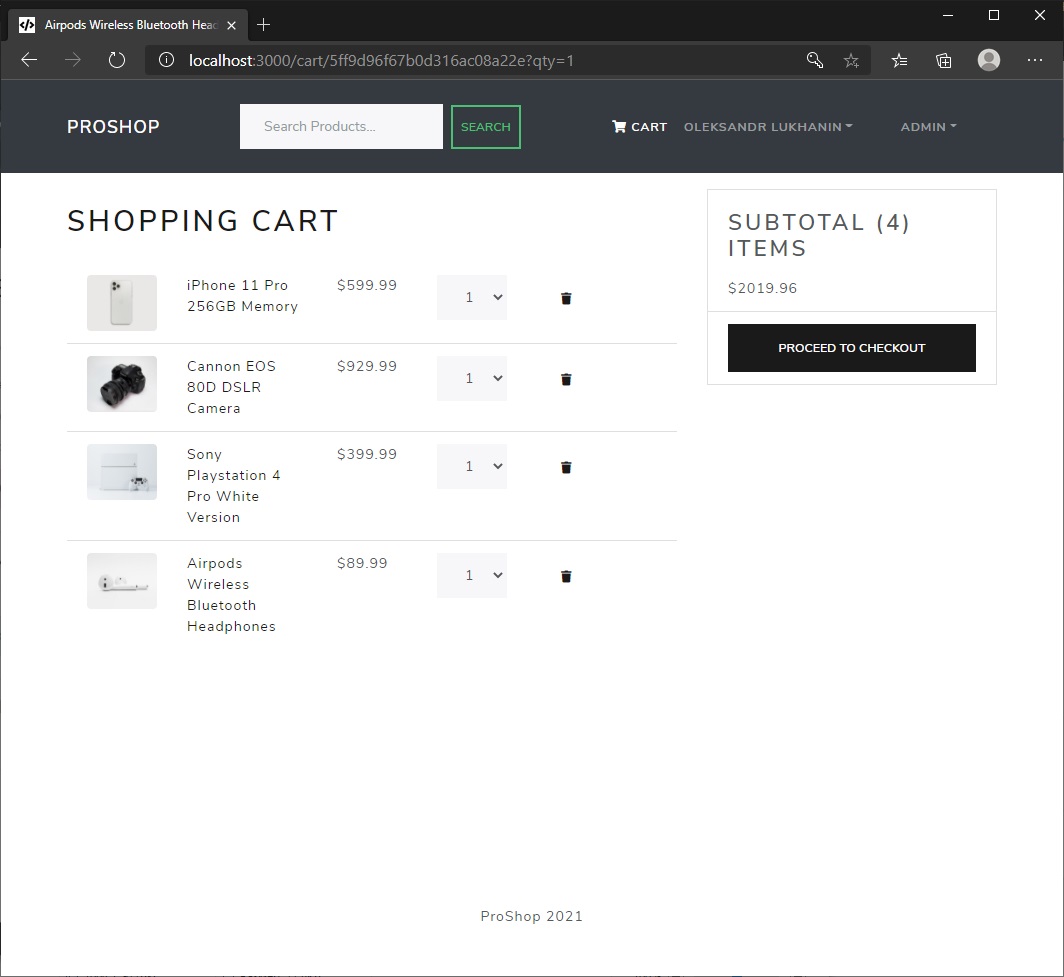 Airpods Wireless Bluetooth Head
localhost:3000/cart/5ff9d96f67b0d316ac08a22e?qty=1
PROSHOP
Search Products...
SEARCH
CART
OLEKSANDR LUKHANIN
ADMIN
SHOPPING CART
iPhone 11 Pro
256GB Memory
$599.99
1
Cannon EOS
80D DSLR
Camera
$929.99
1
Sony
Playstation 4
Pro White
Version
$399.99
1
Airpods
Wireless
Bluetooth
Headphones
$89.99
1
SUBTOTAL (4)
ITEMS
$2019.96
PROCEED TO CHECKOUT
ProShop 2021